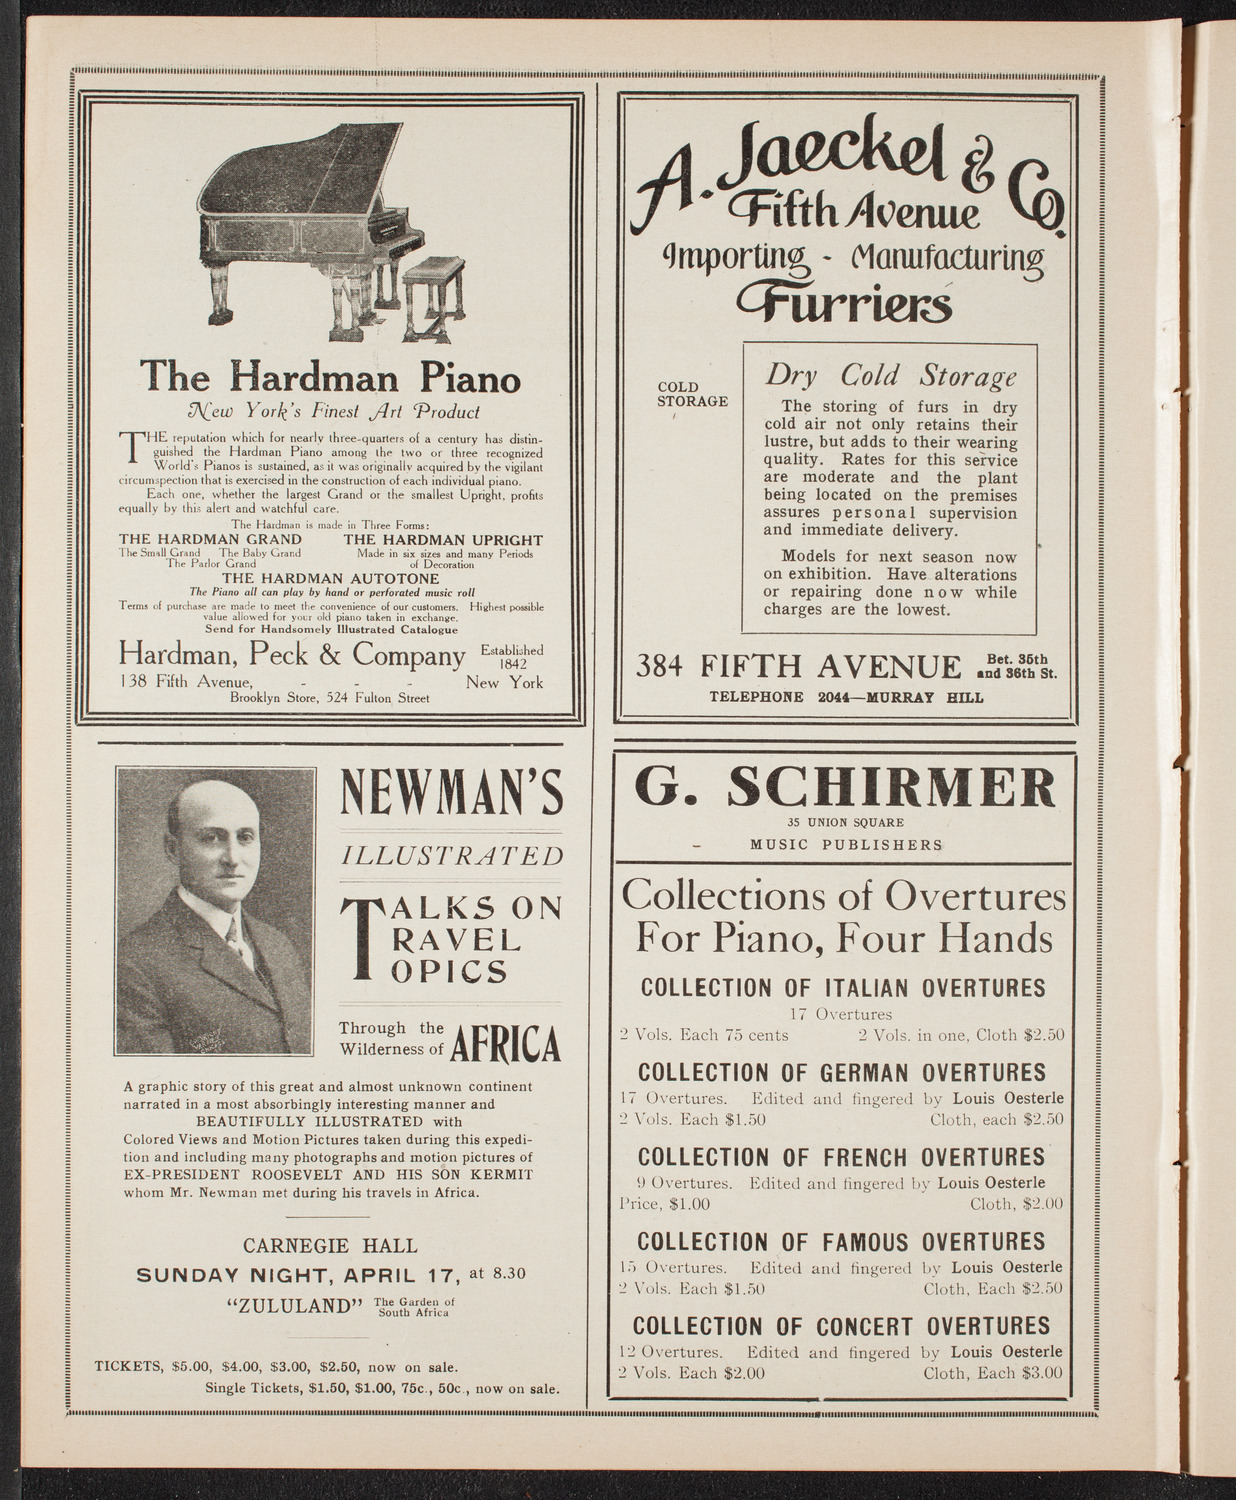 The Hardman Piano
New York's Finest Art Product
THE reputation which for nearly three-quarters of a century has distin-
guished the Hardman Piano among the two or three recognized
World's Pianos is sustained, as it was originally acquired by the vigilant
circumspection that is exercised in the construction of each individual piano.
Each one, whether the largest Grand or the smallest Upright, profits
equally by this alert and watchful care.
The Hardman is made in Three Forms:
THE HARDMAN GRAND THE HARDMAN UPRIGHT
The Small Grand The Baby Grand Made in six sizes and many Periods
The Parlor Grand of Decoration
THE HARDMAN AUTOTONE
The Piano all can play by hand or perforated music roll
Terms of purchase are made to meet the convenience of our customers. Highest possible
value allowed for your old piano taken in exchange.
Send for Handsomely Illustrated Catalogue
Hardman, Peck & Company Established
1842
138 Fifth Avenue, - - - New York
Brooklyn Store, 524 Fulton Street
A. Jaeckel & Co.
Fifth Avenue
Importing - Manufacturing
Furriers
COLD
STORAGE
Dry Cold Storage
The storing of furs in dry
cold air not only retains their
lustre, but adds to their wearing
quality. Rates for this service
are moderate and the plant
being located on the premises
assures personal supervision
and immediate delivery.
Models for next season now
on exhibition. Have alterations
or repairing done now while
charges are the lowest.
384 FIFTH AVENUE Bet. 35th
and 36th St.
TELEPHONE 2044—MURRAY HILL
NEWMAN'S
ILLUSTRATED
TALKS ON
TRAVEL
TOPICS
Through the
Wilderness of AFRICA
A graphic story of this great and almost unknown continent
narrated in a most absorbingly interesting manner and
BEAUTIFULLY ILLUSTRATED with
Colored Views and Motion Pictures taken during this expedi-
tion and including many photographs and motion pictures of
EX-PRESIDENT ROOSEVELT AND HIS SON KERMIT
whom Mr. Newman met during his travels in Africa.
CARNEGIE HALL
SUNDAY NIGHT, APRIL 17, at 8.30
"ZULULAND" The Garden of
South Africa
TICKETS, $5.00, $4.00, $3.00, $2.50, now on sale.
Single Tickets, $1.50, $1.00, 75c., 50c., now on sale.
G. SCHIRMER
35 UNION SQUARE
MUSIC PUBLISHERS
Collections of Overtures
For Piano, Four Hands
COLLECTION OF ITALIAN OVERTURES
17 Overtures
2 Vols. Each 75 cents 2 Vols. in one, Cloth $2.50
COLLECTION OF GERMAN OVERTURES
17 Overtures. Edited and fingered by Louis Oesterle
2 Vols. Each $1.50 Cloth, each $2.50
COLLECTION OF FRENCH OVERTURES
9 Overtures. Edited and fingered by Louis Oesterle
Price, $1.00 Cloth, $2.00
COLLECTION OF FAMOUS OVERTURES
15 Overtures. Edited and fingered by Louis Oesterle
2 Vols. Each $1.50 Cloth, Each $2.50
COLLECTION OF CONCERT OVERTURES
12 Overtures. Edited and fingered by Louis Oesterle
2 Vols. Each $2.00 Cloth, Each $3.00